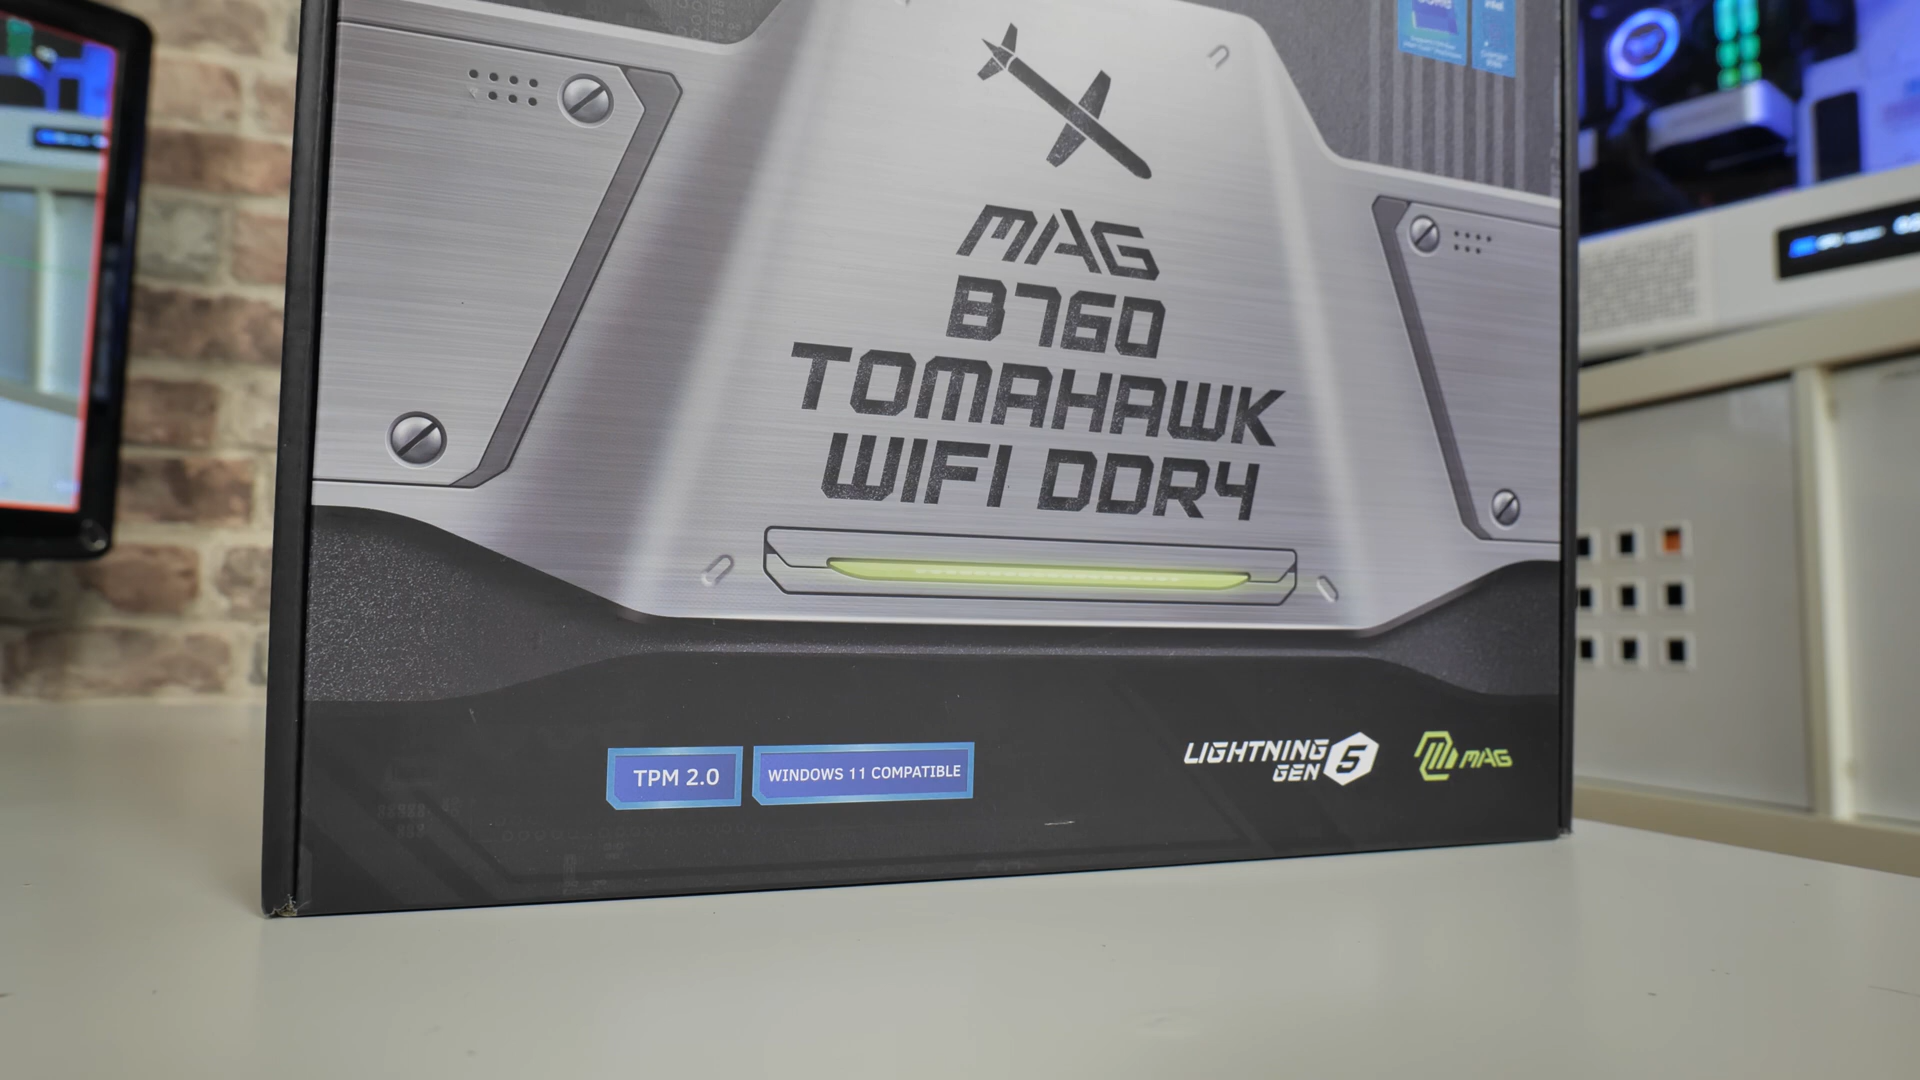 MAG
B760
TOMAHAWK
WIFI DDR4
TPM 2.0
WINDOWS 11 COMPATIBLE
LIGHTNING
GEN 5
MAG